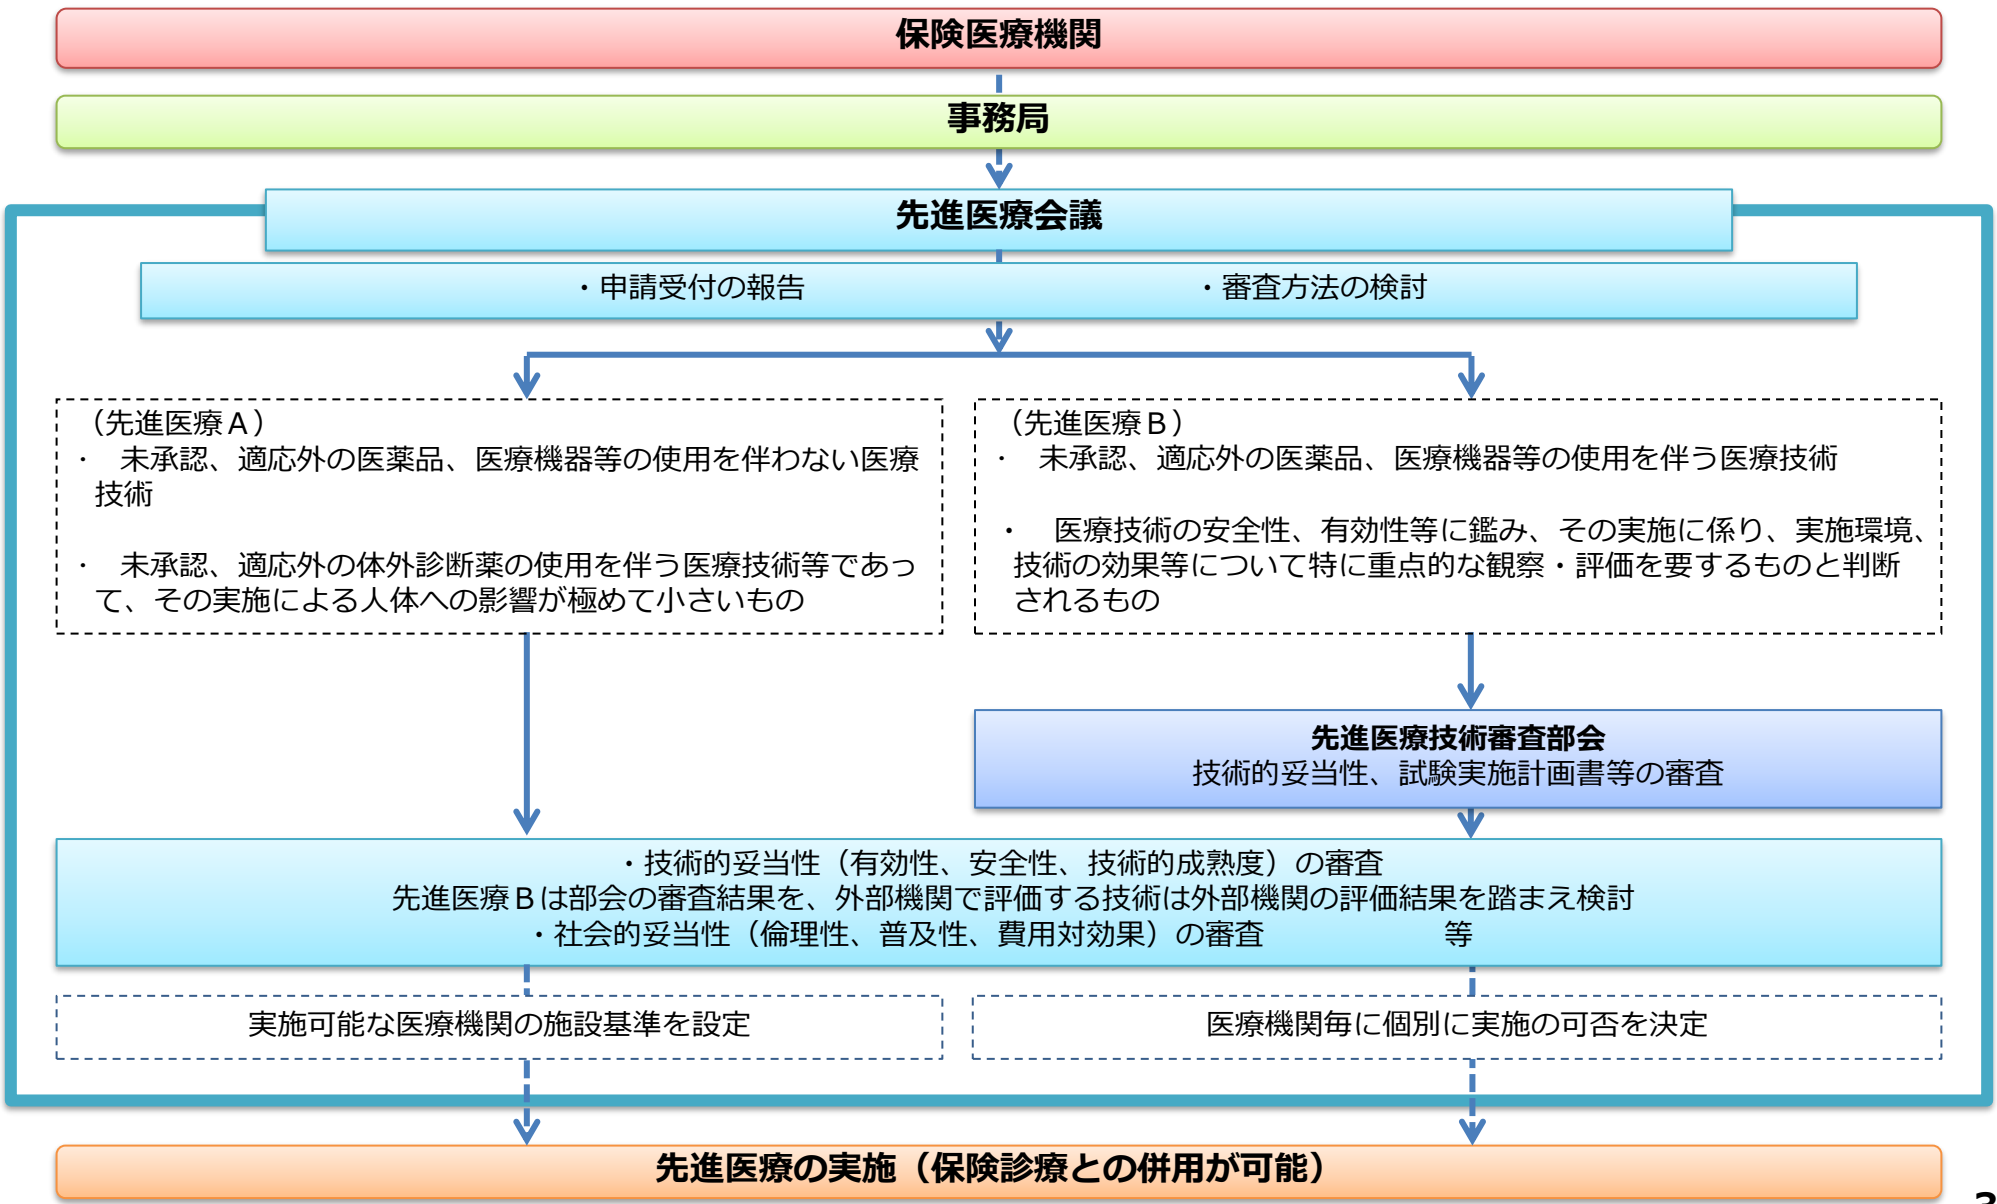 保険医療機関
事務局
先進医療会議
・申請受付の報告 ・審査方法の検討
（先進医療Ａ）
・ 未承認、適応外の医薬品、医療機器等の使用を伴わない医療
技術
・ 未承認、適応外の体外診断薬の使用を伴う医療技術等であっ
て、その実施による人体への影響が極めて小さいもの
（先進医療Ｂ）
・ 未承認、適応外の医薬品、医療機器等の使用を伴う医療技術
・ 医療技術の安全性、有効性等に鑑み、その実施に係り、実施環境、
技術の効果等について特に重点的な観察・評価を要するものと判断
されるもの
先進医療技術審査部会
技術的妥当性、試験実施計画書等の審査
・技術的妥当性（有効性、安全性、技術的成熟度）の審査
先進医療Ｂは部会の審査結果を、外部機関で評価する技術は外部機関の評価結果を踏まえ検討
・社会的妥当性（倫理性、普及性、費用対効果）の審査 等
実施可能な医療機関の施設基準を設定
医療機関毎に個別に実施の可否を決定
先進医療の実施（保険診療との併用が可能）